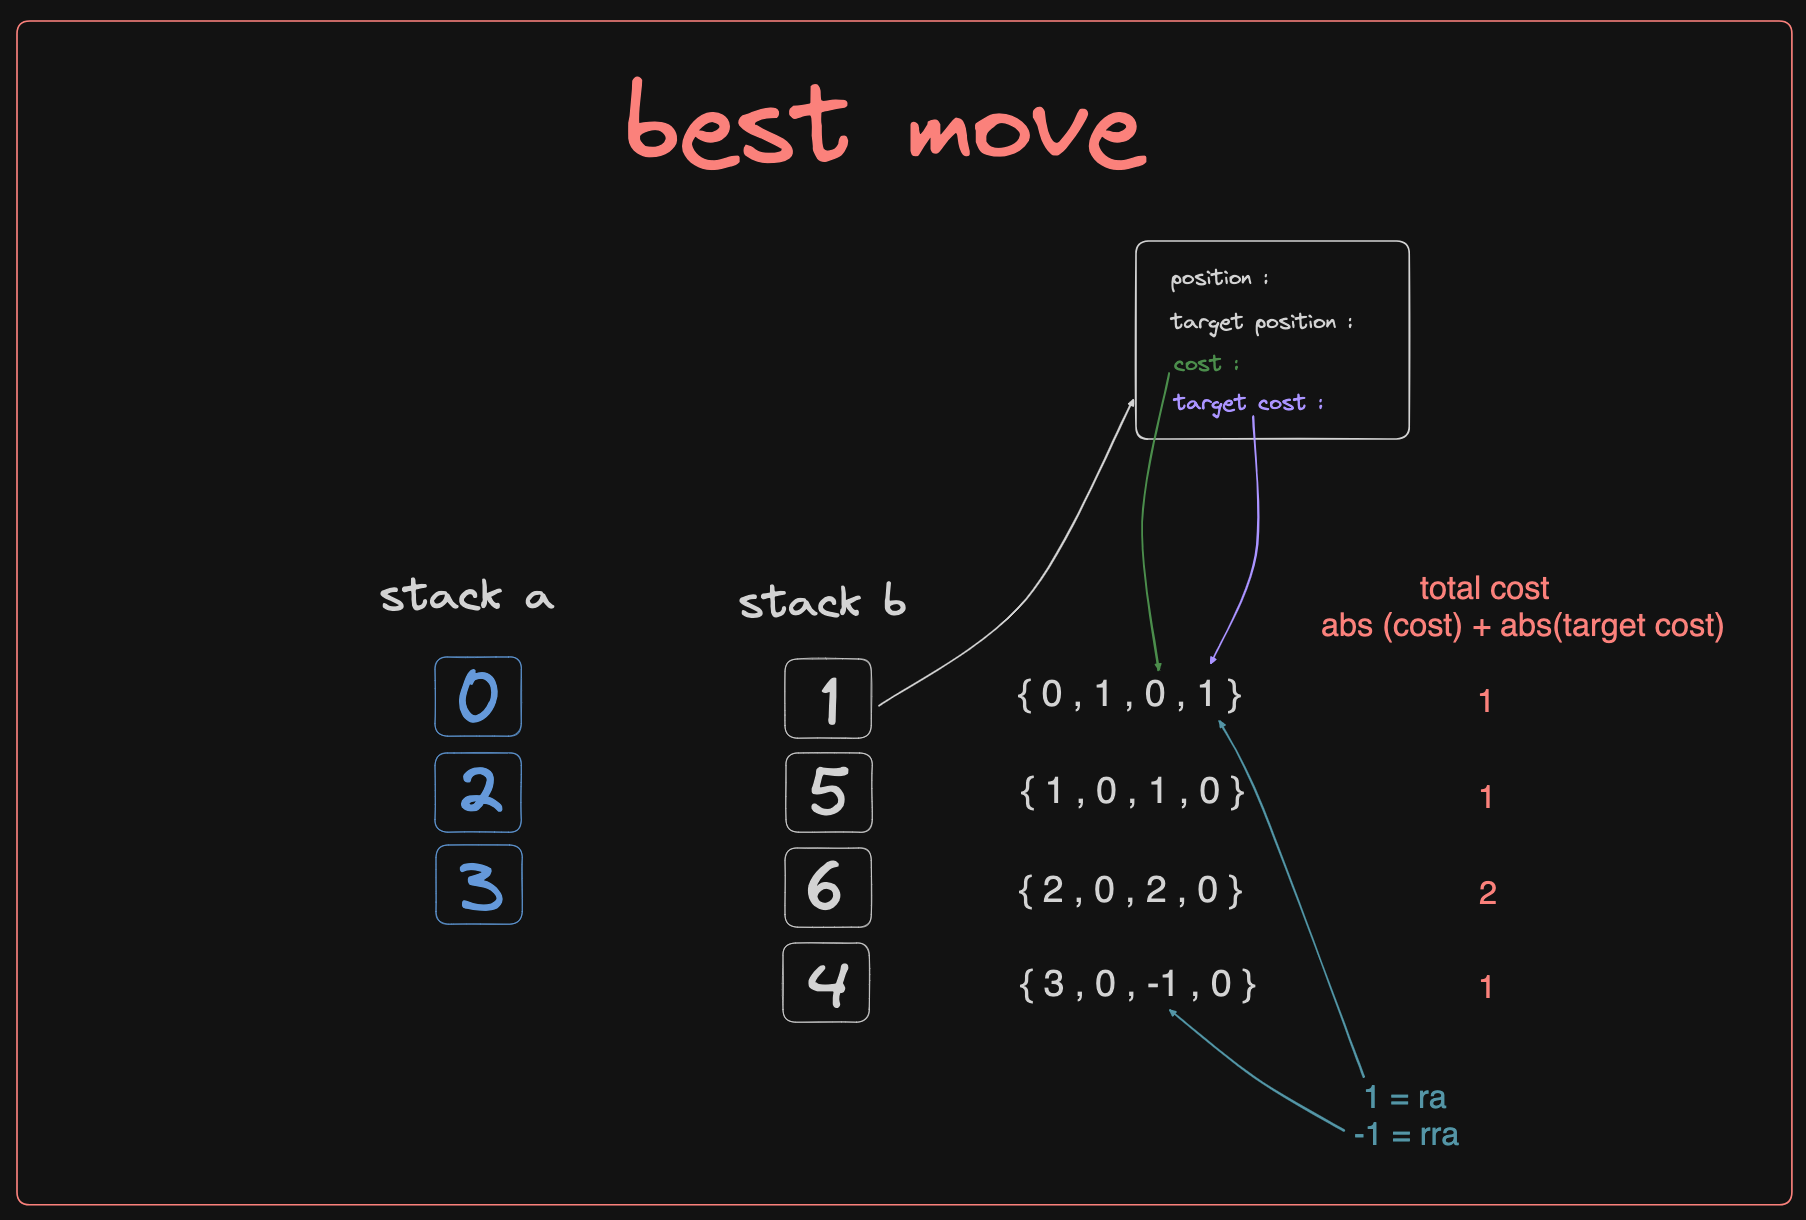 best move
position :
target position :
cost :
target cost :
stack a
stack b
total cost
abs (cost) + abs(target cost)
0
1
{ 0 , 1 , 0 , 1 }
1
2
5
{ 1 , 0 , 1 , 0 }
1
3
6
{ 2 , 0 , 2 , 0 }
2
4
{ 3 , 0 , -1 , 0 }
1
1 = ra
-1 = rra